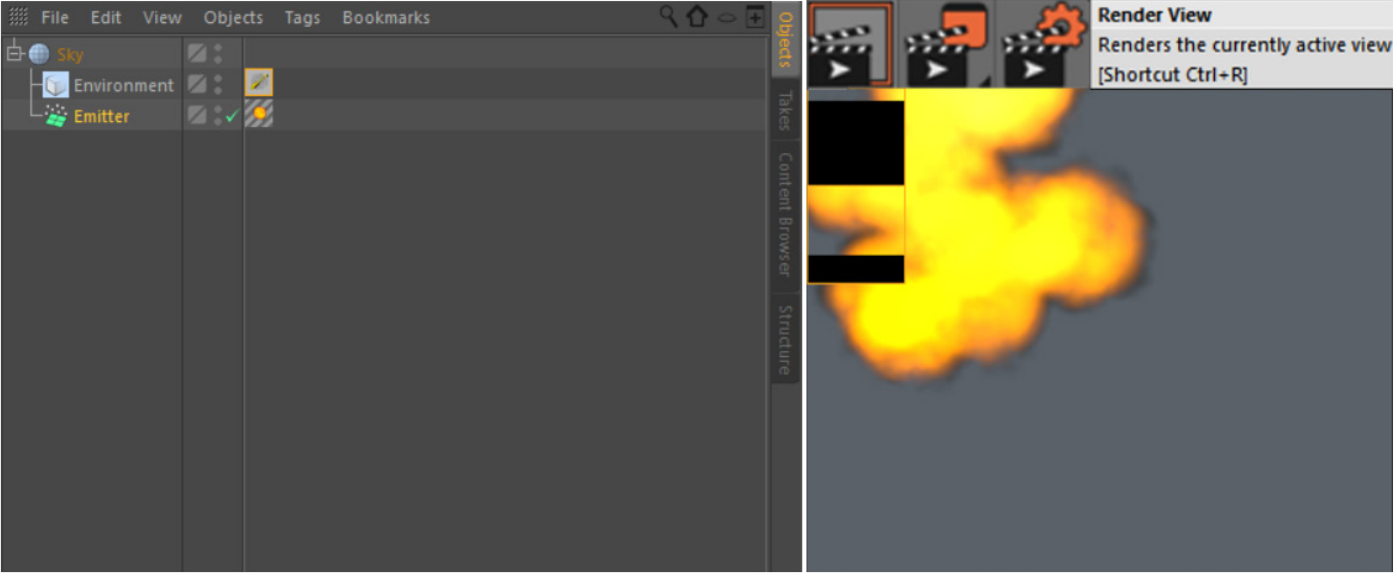 File Edit View Objects Tags Bookmarks
Sky
Environment
Emitter
Objects
Takes
Content Browser
Structure
Render View
Renders the currently active view
[Shortcut Ctrl+R]